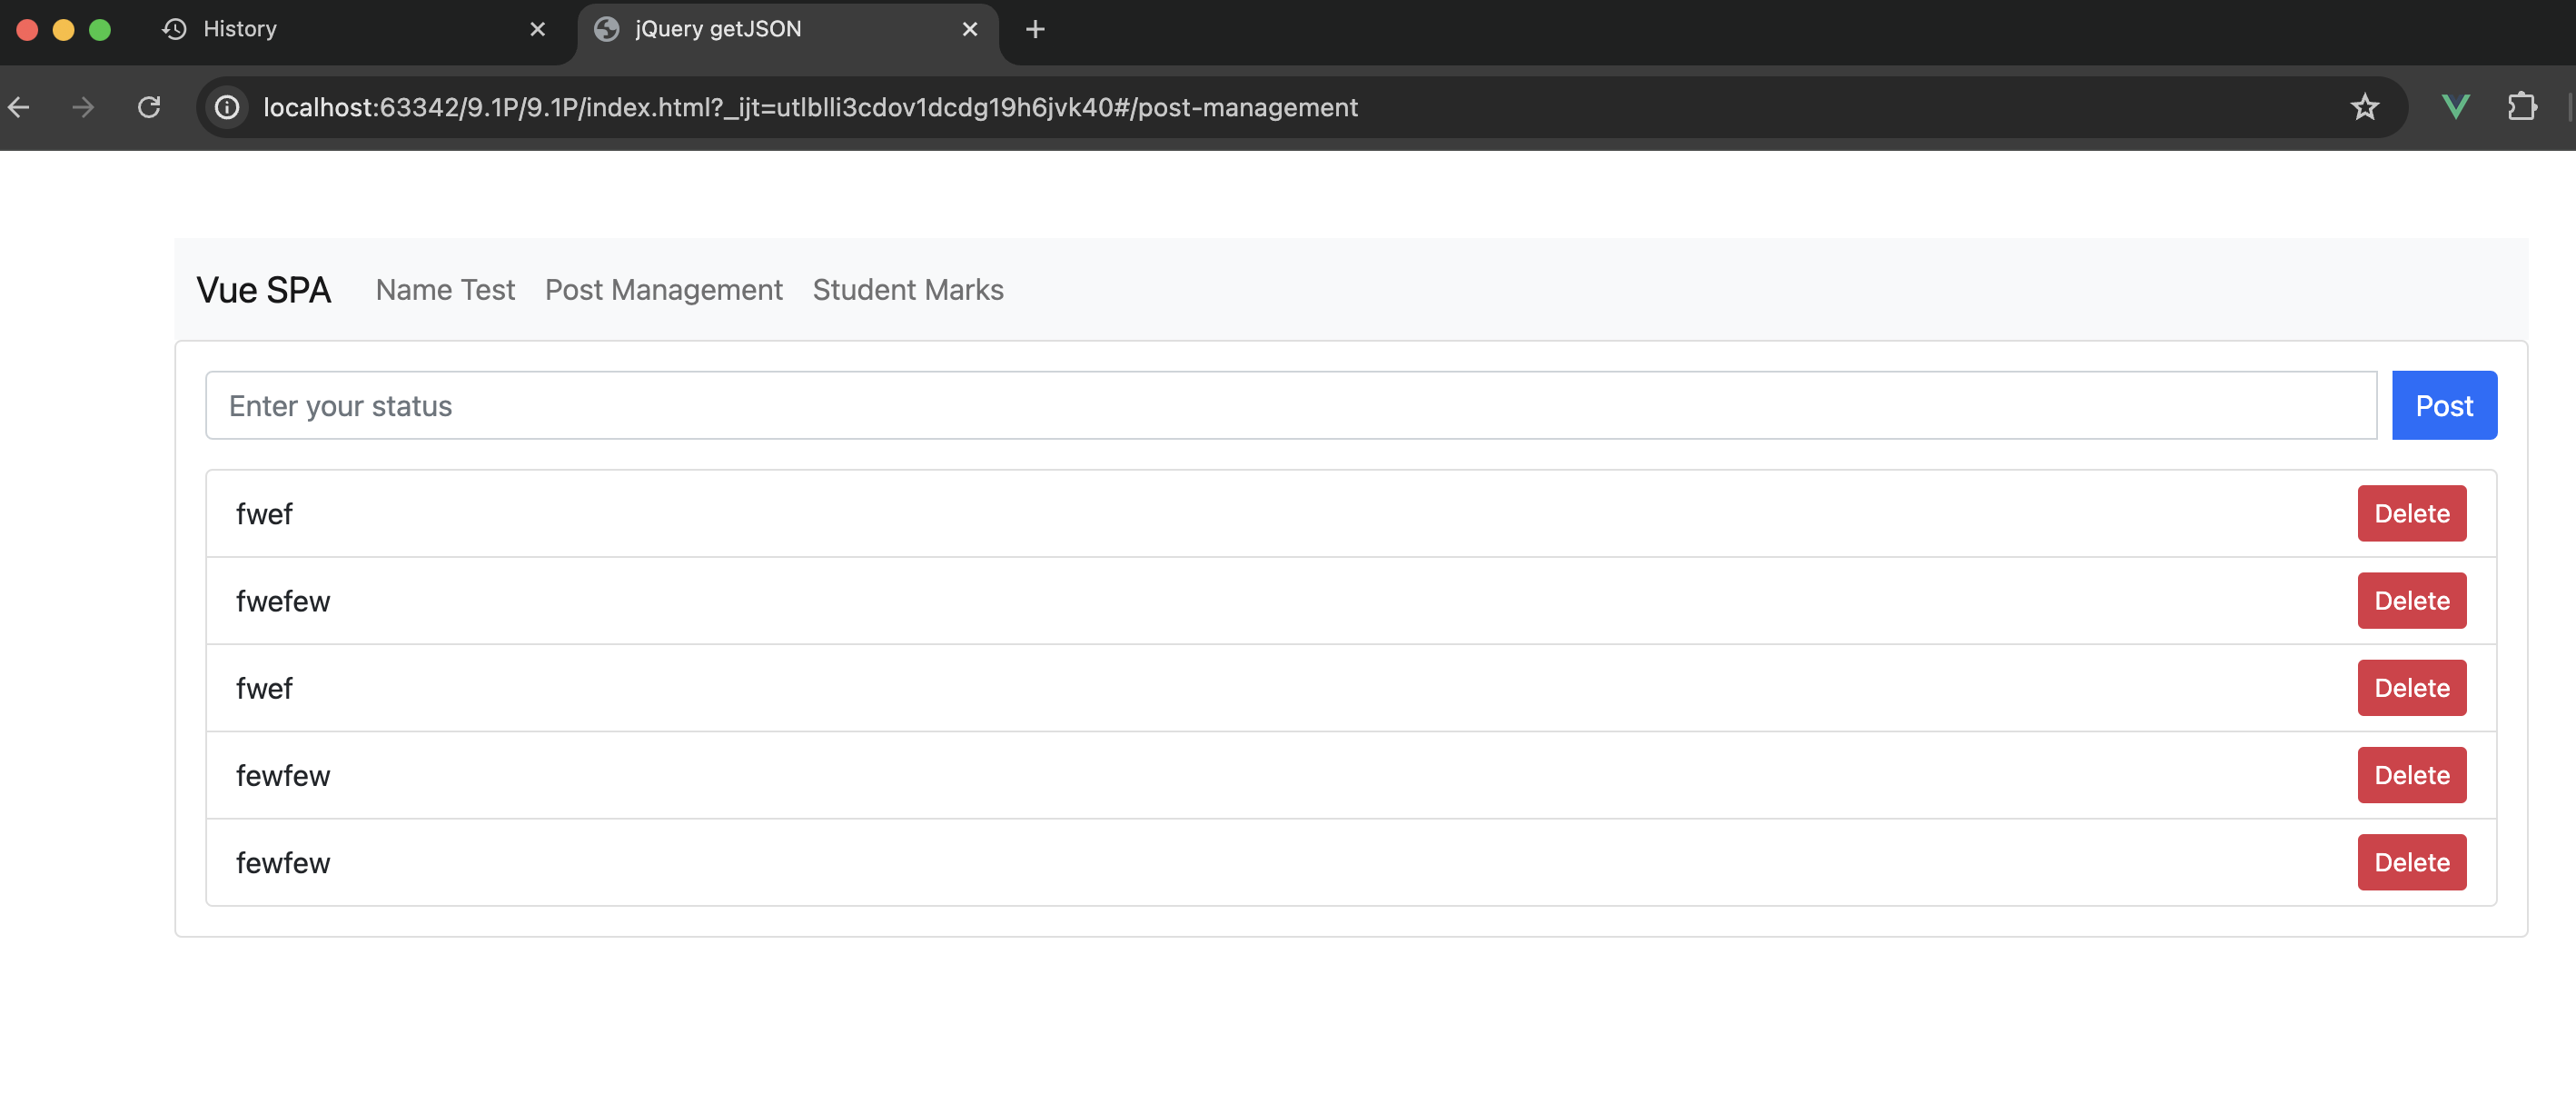 History
jQuery getJSON
localhost:63342/9.1P/9.1P/index.html?_ijt=utlblli3cdov1dcdg19h6jvk40#/post-management
Vue SPA Name Test Post Management Student Marks
Enter your status Post
fwef Delete
fwefew Delete
fwef Delete
fewfew Delete
fewfew Delete